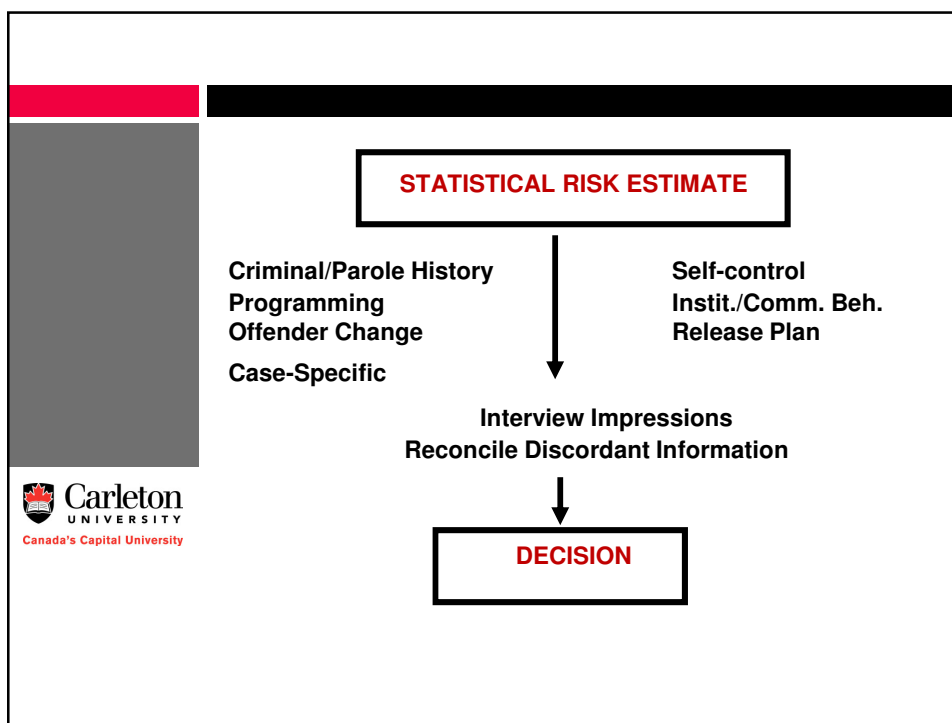 STATISTICAL RISK ESTIMATE
Criminal/Parole History
Programming
Offender Change
Case-Specific
Self-control
Instit./Comm. Beh.
Release Plan
Interview Impressions
Reconcile Discordant Information
DECISION
Carleton
UNIVERSITY
Canada's Capital University